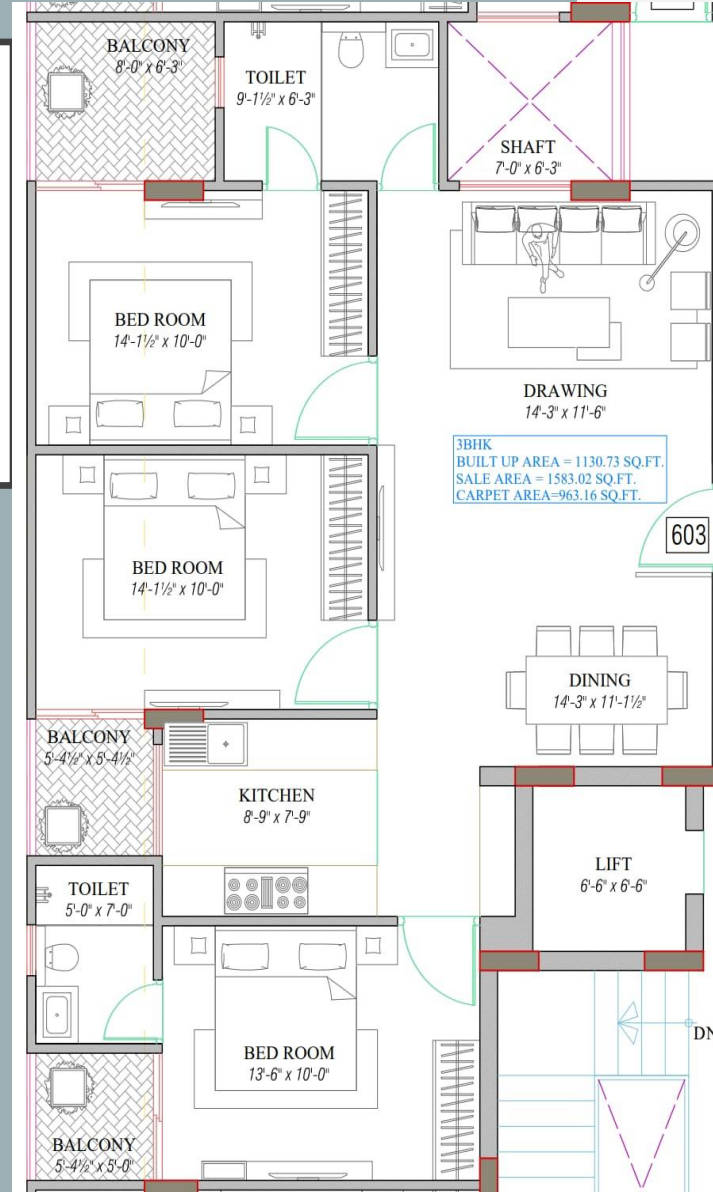 BALCONY
8'-0" x 6'-3"
TOILET
9'-1½" x 6'-3"
SHAFT
7'-0" x 6'-3"
BED ROOM
14'-1½" x 10'-0"
DRAWING
14'-3" x 11'-6"
3BHK
BUILT UP AREA = 1130.73 SQ.FT.
SALE AREA = 1583.02 SQ.FT.
CARPET AREA=963.16 SQ.FT.
603
BED ROOM
14'-1½" x 10'-0"
DINING
14'-3" x 11'-1½"
BALCONY
5'-4½" x 5'-4½"
KITCHEN
8'-9" x 7'-9"
LIFT
6'-6" x 6'-6"
TOILET
5'-0" x 7'-0"
DN
BED ROOM
13'-6" x 10'-0"
BALCONY
5'-4½" x 5'-0"